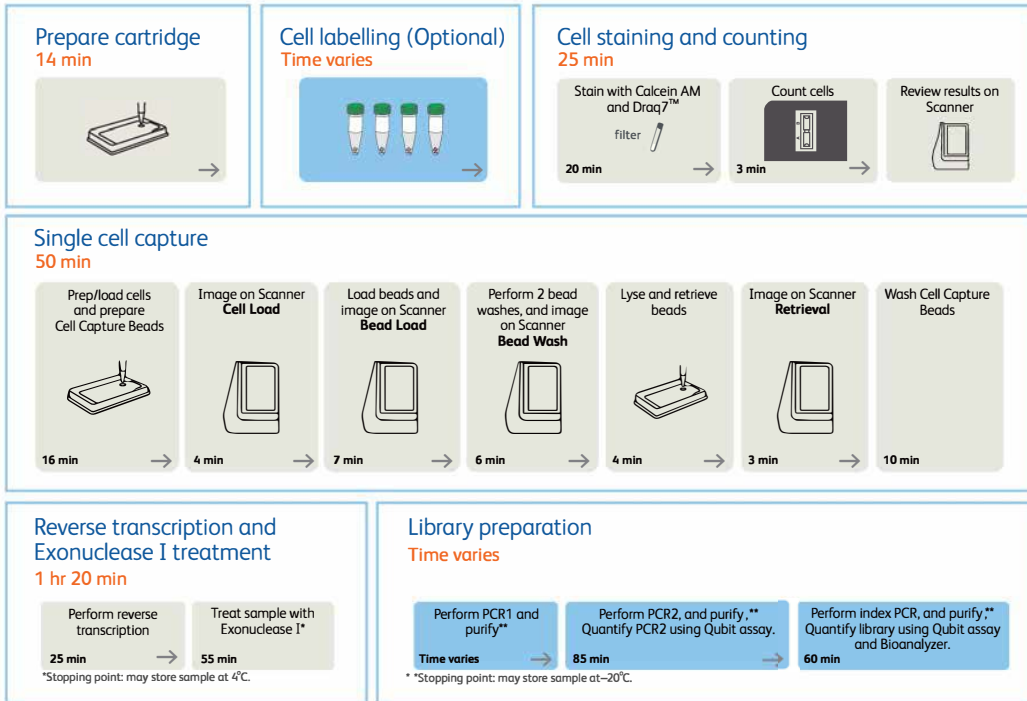 Prepare cartridge
14 min
Cell labelling (Optional)
Time varies
Cell staining and counting
25 min
Stain with Calcein AM
and Draq7™
filter
20 min
Count cells
3 min
Review results on
Scanner
Single cell capture
50 min
Prep/load cells
and prepare
Cell Capture Beads
16 min
Image on Scanner
Cell Load
4 min
Load beads and
image on Scanner
Bead Load
7 min
Perform 2 bead
washes, and image
on Scanner
Bead Wash
6 min
Lyse and retrieve
beads
4 min
Image on Scanner
Retrieval
3 min
Wash Cell Capture
Beads
10 min
Reverse transcription and
Exonuclease I treatment
1 hr 20 min
Perform reverse
transcription
25 min
Treat sample with
Exonuclease I*
55 min
*Stopping point: may store sample at 4°C.
Library preparation
Time varies
Perform PCR1 and
purify**
Time varies
Perform PCR2, and purify,**
Quantify PCR2 using Qubit assay.
85 min
Perform index PCR, and purify,**
Quantify library using Qubit assay
and Bioanalyzer.
60 min
* *Stopping point: may store sample at–20°C.